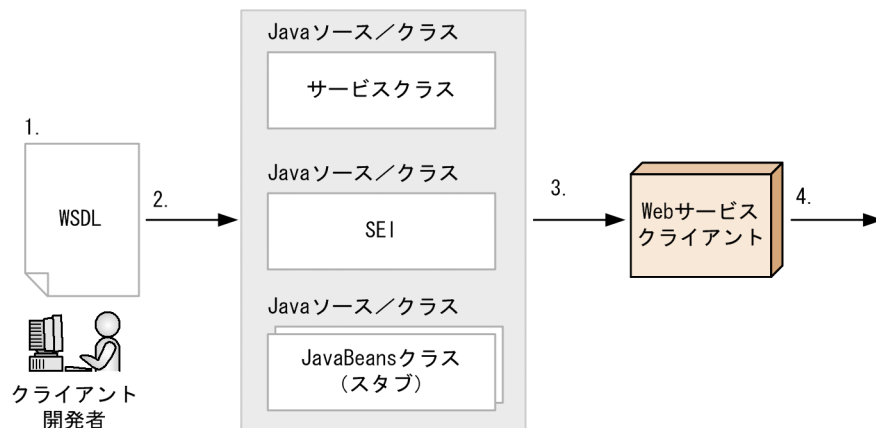 Javaソース／クラス
サービスクラス
1.
WSDL
2.
Javaソース／クラス
SEI
3.
Webサービス
クライアント
4.
Javaソース／クラス
JavaBeansクラス
（スタブ）
クライアント
開発者